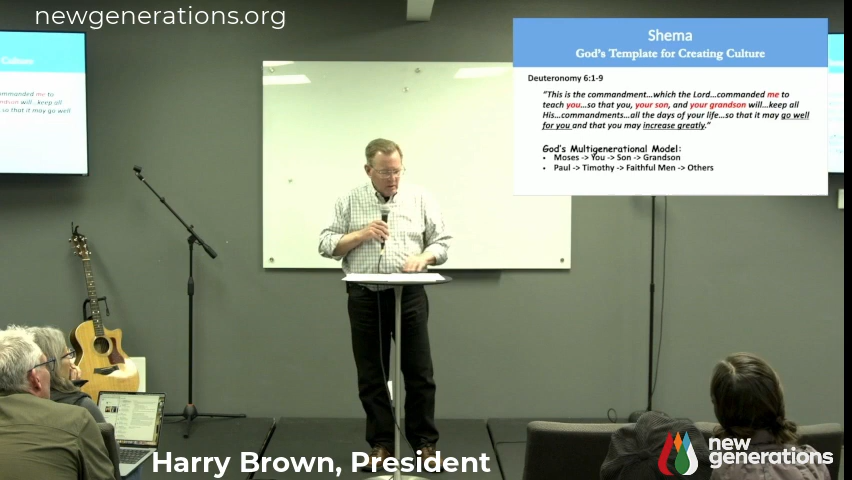 newgenerations.org
Shema
God's Template for Creating Culture
Deuteronomy 6:1-9
"This is the commandment...which the Lord...commanded me to
teach you...so that you, your son, and your grandson will...keep all
His...commandments...all the days of your life...so that it may go well
for you and that you may increase greatly."
God's Multigenerational Model:
• Moses -> You -> Son -> Grandson
• Paul -> Timothy -> Faithful Men -> Others
Culture
commanded me to
grandson will...keep all
so that it may go well
Harry Brown, President
new
generations